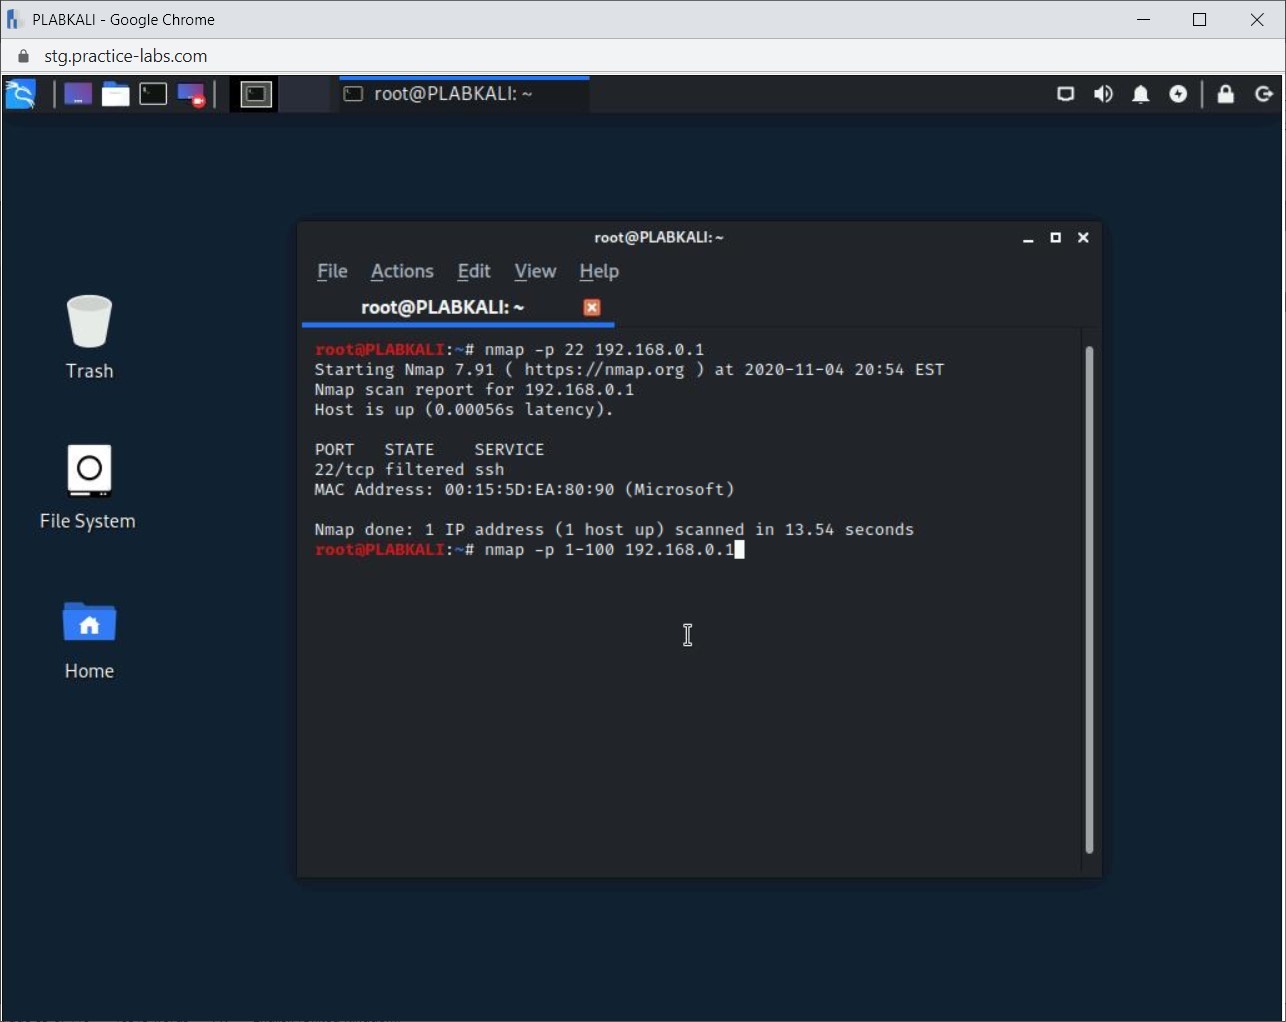 PLABKALI - Google Chrome
stg.practice-labs.com
root@PLABKALI: ~
root@PLABKALI: ~
File Actions Edit View Help
root@PLABKALI: ~
Trash
File System
Home
root@PLABKALI:~# nmap -p 22 192.168.0.1
Starting Nmap 7.91 ( https://nmap.org ) at 2020-11-04 20:54 EST
Nmap scan report for 192.168.0.1
Host is up (0.00056s latency).
PORT   STATE    SERVICE
22/tcp filtered ssh
MAC Address: 00:15:5D:EA:80:90 (Microsoft)
Nmap done: 1 IP address (1 host up) scanned in 13.54 seconds
root@PLABKALI:~# nmap -p 1-100 192.168.0.1